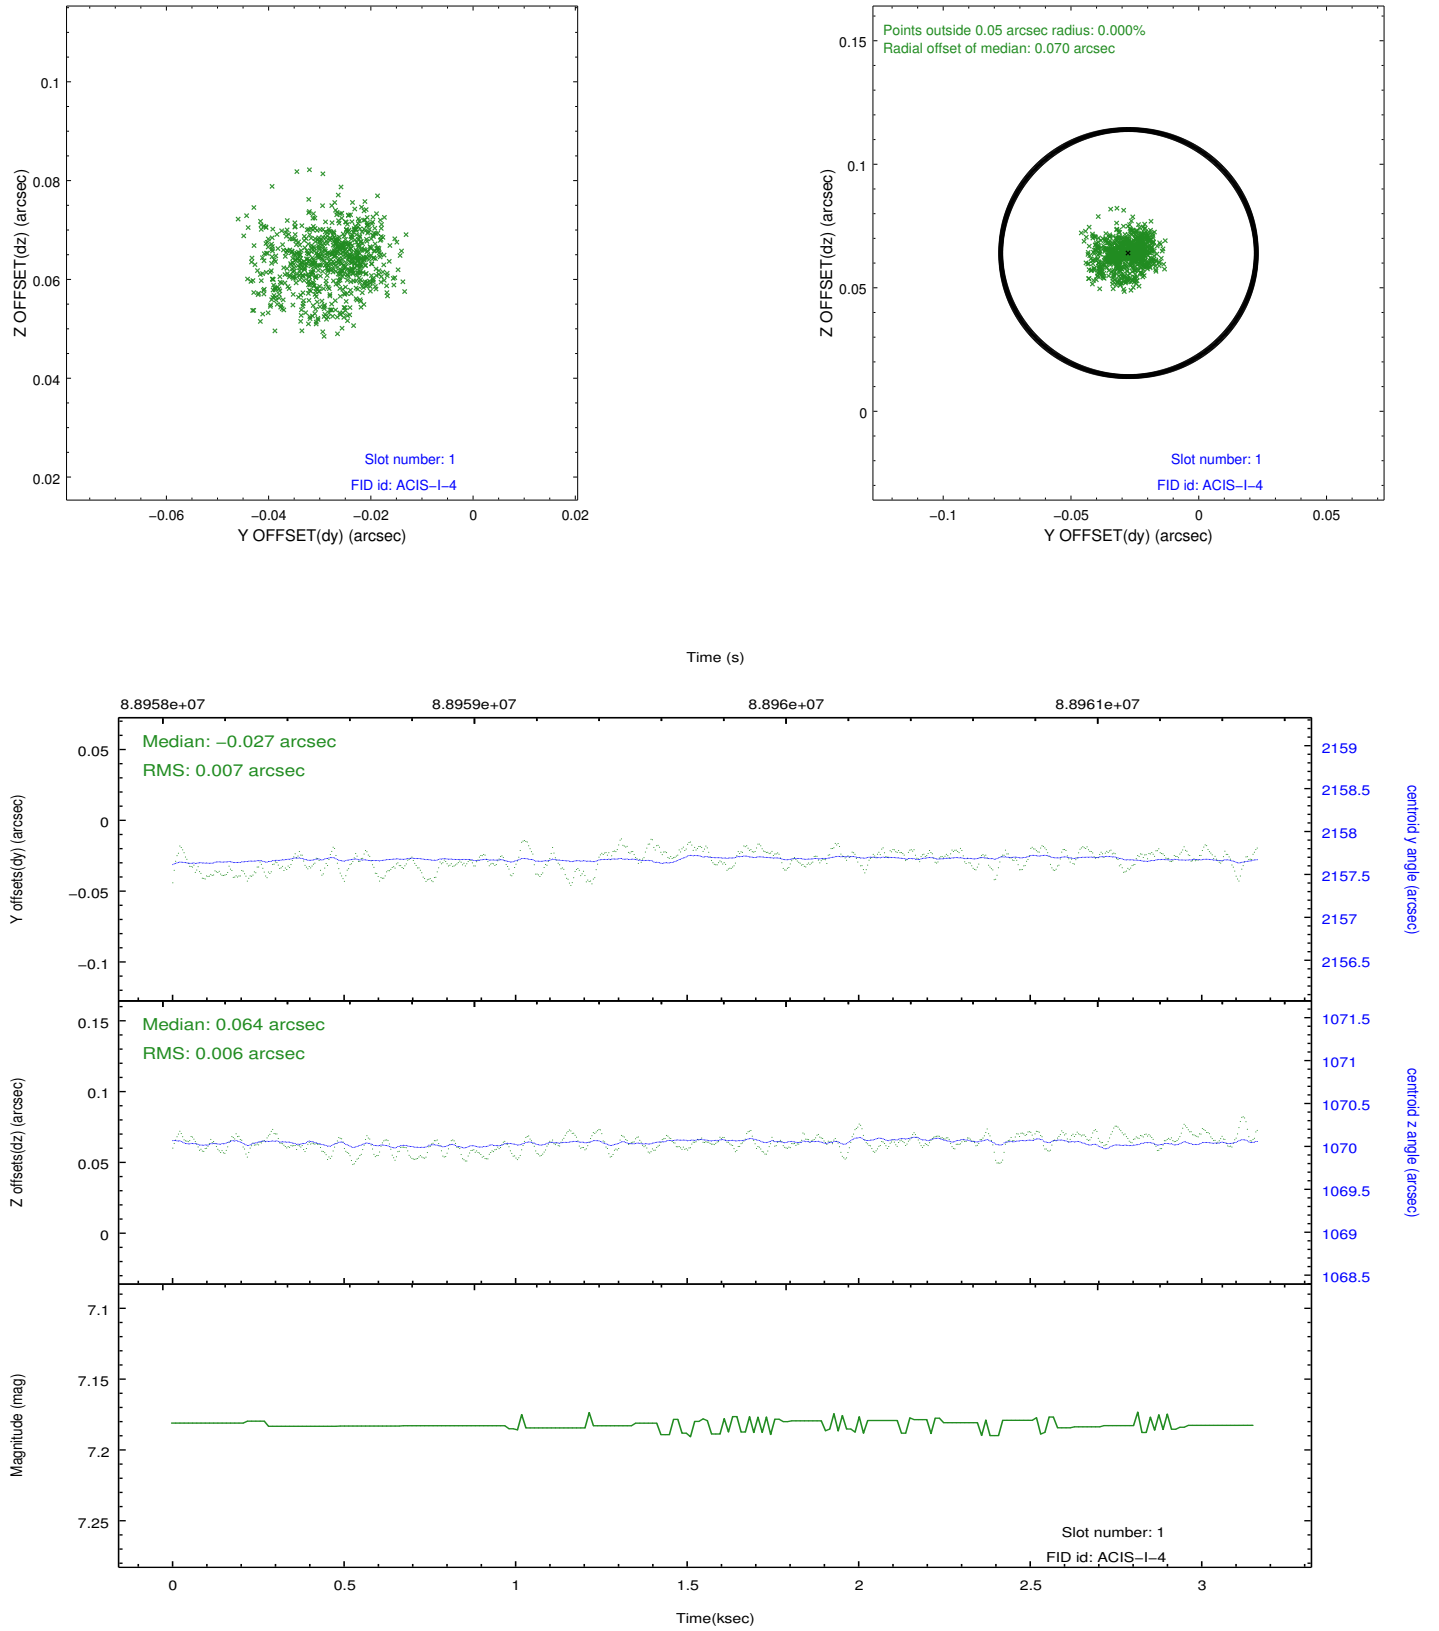 0.1
0.08
0.06
0.04
0.02
Z OFFSET(dz) (arcsec)
Slot number: 1
FID id: ACIS−I−4
−0.06 −0.04 −0.02 0 0.02
Y OFFSET(dy) (arcsec)
Points outside 0.05 arcsec radius: 0.000%
Radial offset of median: 0.070 arcsec
0.15
0.1
0.05
0
Z OFFSET(dz) (arcsec)
Slot number: 1
FID id: ACIS−I−4
−0.1 −0.05 0 0.05
Y OFFSET(dy) (arcsec)
Time (s)
8.8958e+07 8.8959e+07 8.896e+07 8.8961e+07
Median: −0.027 arcsec
RMS: 0.007 arcsec
0.05
0
−0.05
−0.1
Y offsets(dy) (arcsec)
2159
2158.5
2158
2157.5
2157
2156.5
centroid y angle (arcsec)
Median: 0.064 arcsec
RMS: 0.006 arcsec
0.15
0.1
0.05
0
Z offsets(dz) (arcsec)
1071.5
1071
1070.5
1070
1069.5
1069
1068.5
centroid z angle (arcsec)
7.1
7.15
7.2
7.25
Magnitude (mag)
Slot number: 1
FID id: ACIS−I−4
0 0.5 1 1.5 2 2.5 3
Time(ksec)